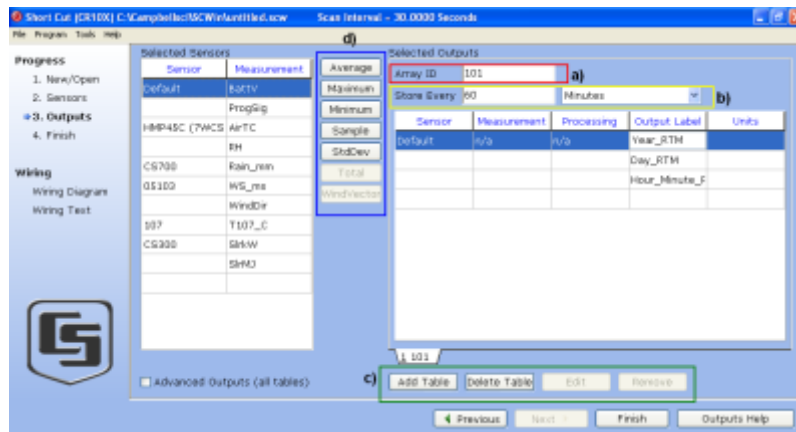 Short Cut (CR10X) C:\Campbellsci\SCWin\untitled.scw Scan Interval = 30.0000 Seconds
File Program Tools Help
Progress
1. New/Open
2. Sensors
3. Outputs
4. Finish
Wiring
Wiring Diagram
Wiring Test
Selected Sensors
Sensor Measurement
Default BattV
ProgSig
HMP45C (7WCS AirTC
RH
CS700 Rain_mm
05103 WS_ms
WindDir
107 T107_C
CS300 SlrkW
SlrMJ
Advanced Outputs (all tables)
d)
Average
Maximum
Minimum
Sample
StdDev
Total
WindVector
Selected Outputs
Array ID 101 a)
Store Every 60 Minutes b)
Sensor Measurement Processing Output Label Units
Default n/a n/a Year_RTM
Day_RTM
Hour_Minute_R
1 101
c) Add Table Delete Table Edit Remove
Previous Next Finish Outputs Help